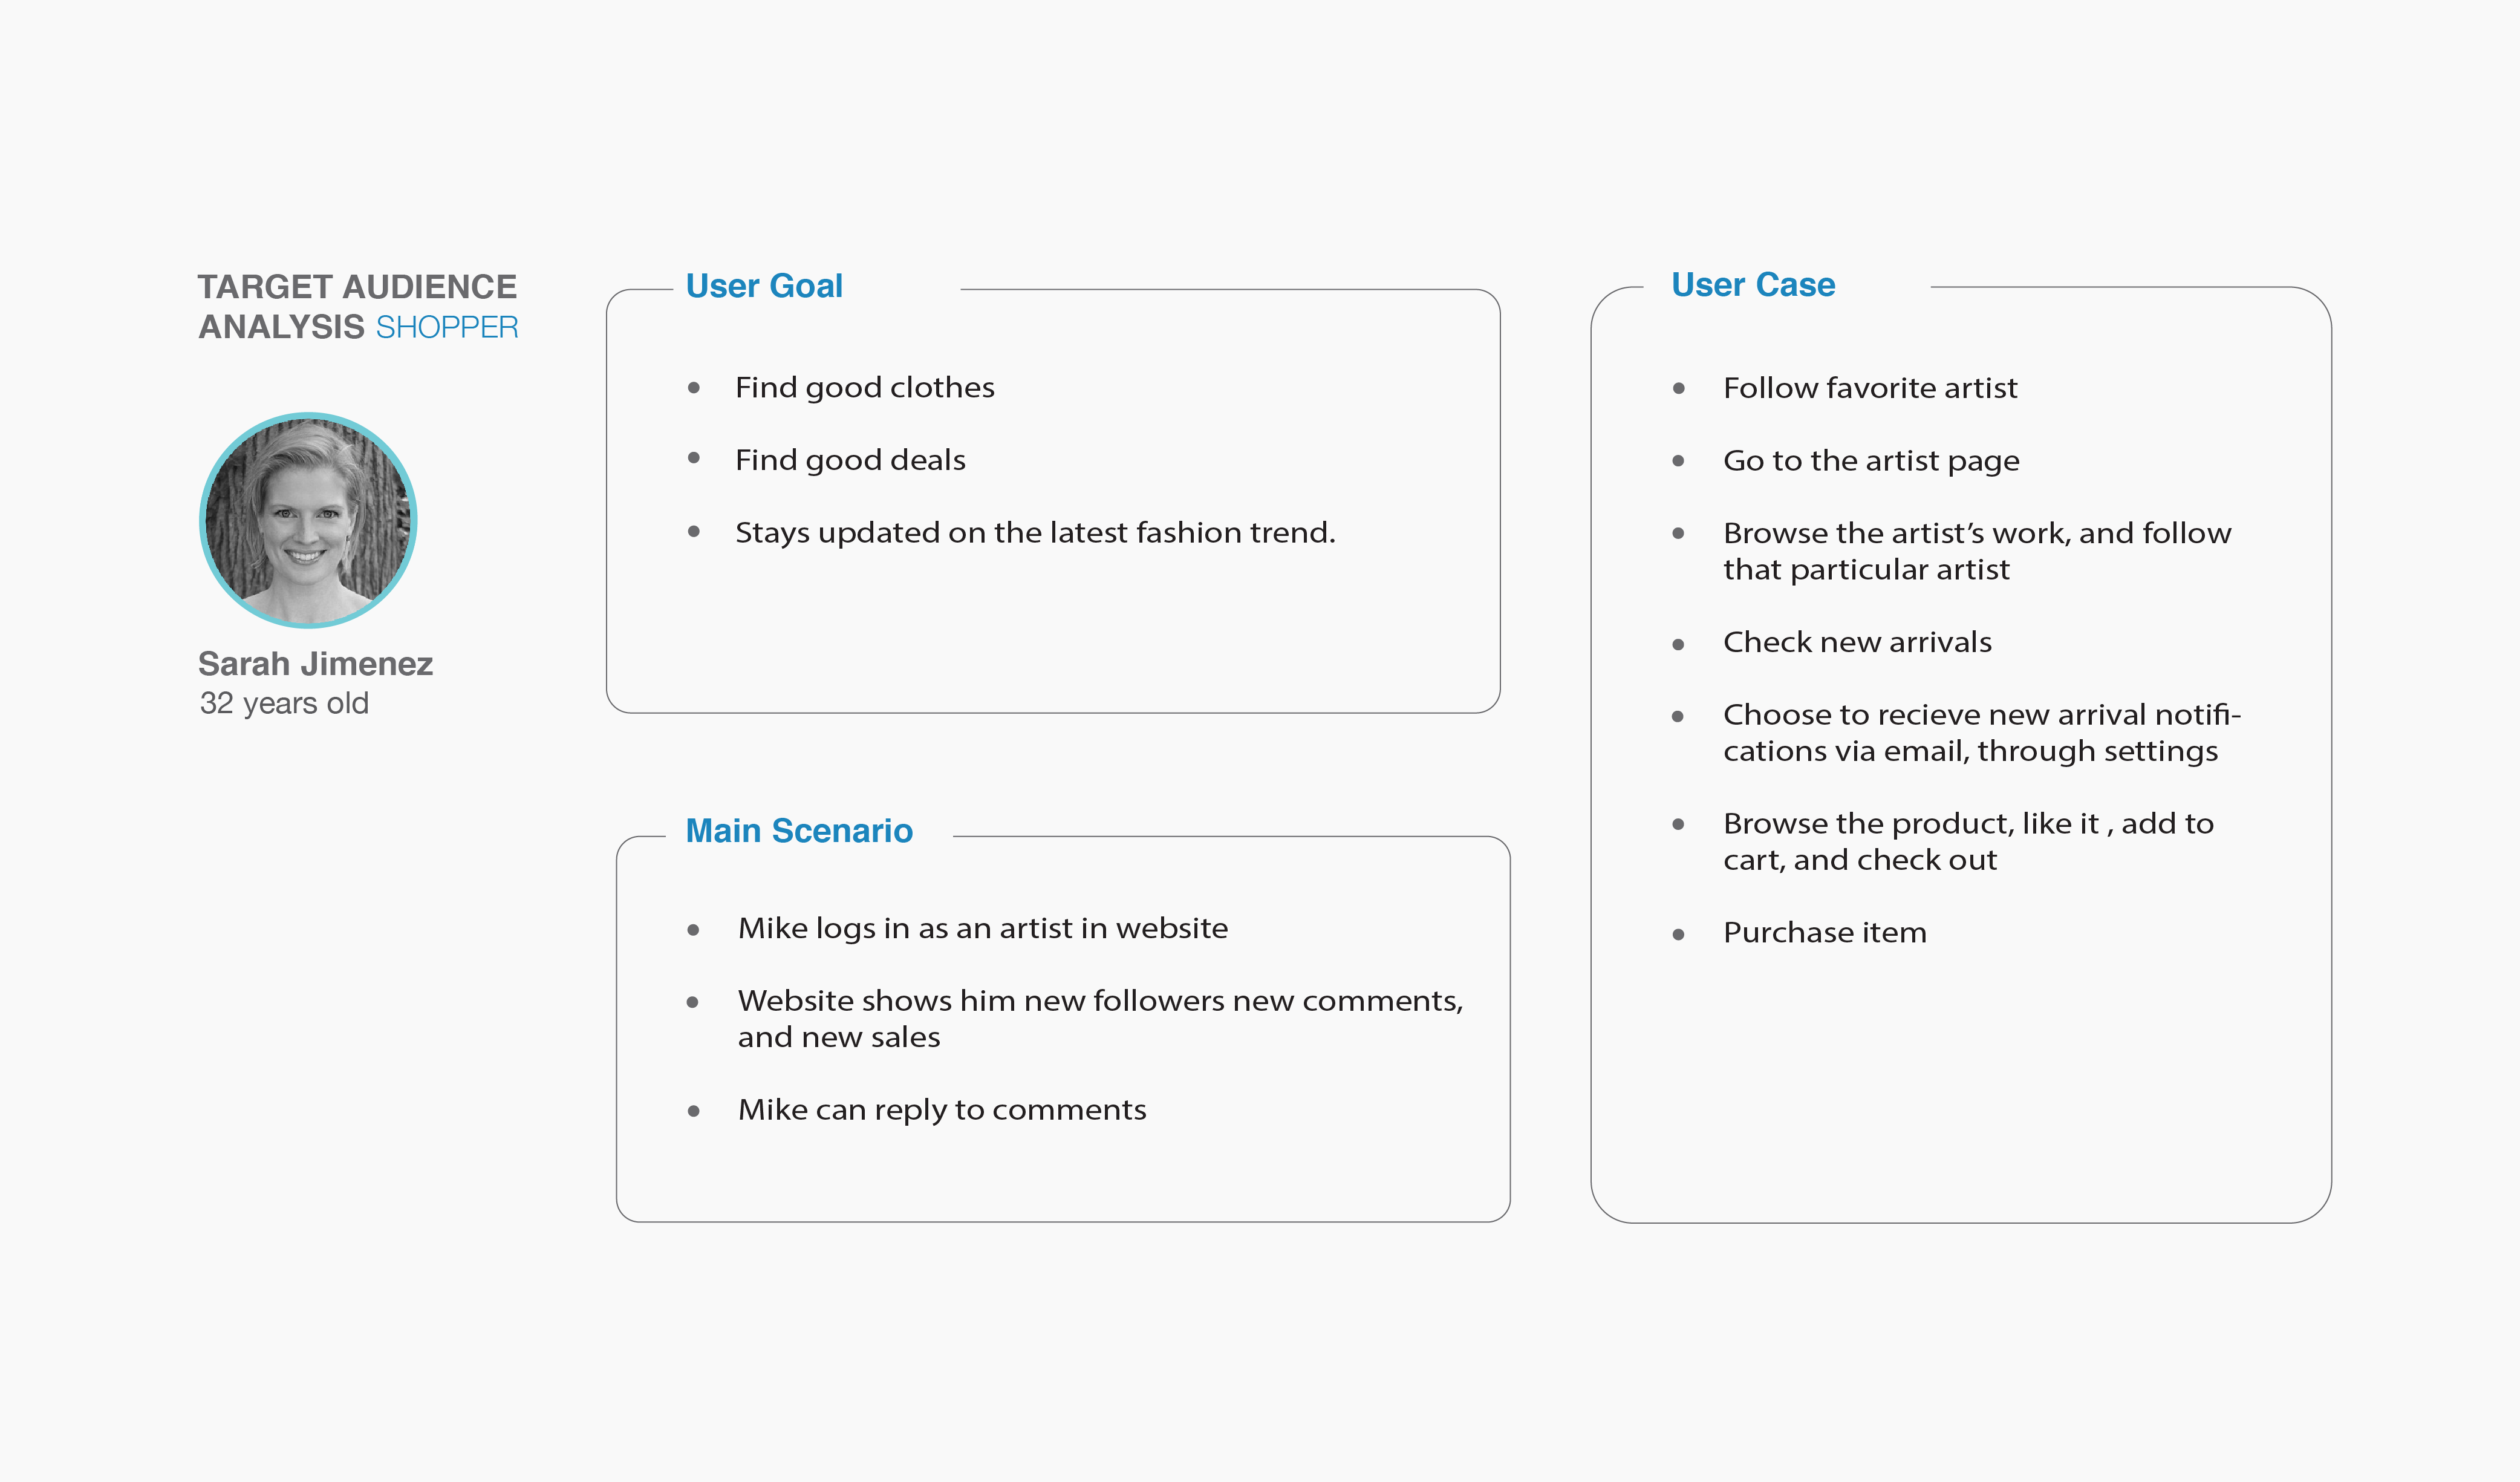 TARGET AUDIENCE
ANALYSIS SHOPPER
Sarah Jimenez
32 years old
User Goal
• Find good clothes
• Find good deals
• Stays updated on the latest fashion trend.
Main Scenario
• Mike logs in as an artist in website
• Website shows him new followers new comments,
and new sales
• Mike can reply to comments
User Case
• Follow favorite artist
• Go to the artist page
• Browse the artist’s work, and follow
that particular artist
• Check new arrivals
• Choose to recieve new arrival notifi-
cations via email, through settings
• Browse the product, like it , add to
cart, and check out
• Purchase item